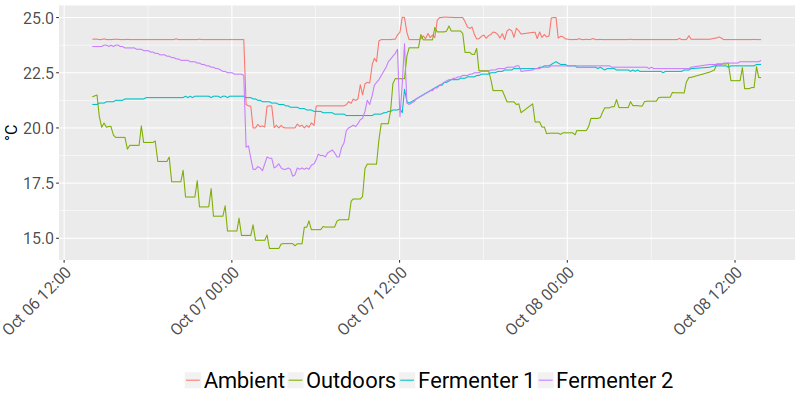 25.0
22.5
20.0
17.5
15.0
°C
Oct 06 12:00
Oct 07 00:00
Oct 07 12:00
Oct 08 00:00
Oct 08 12:00
Ambient Outdoors Fermenter 1 Fermenter 2